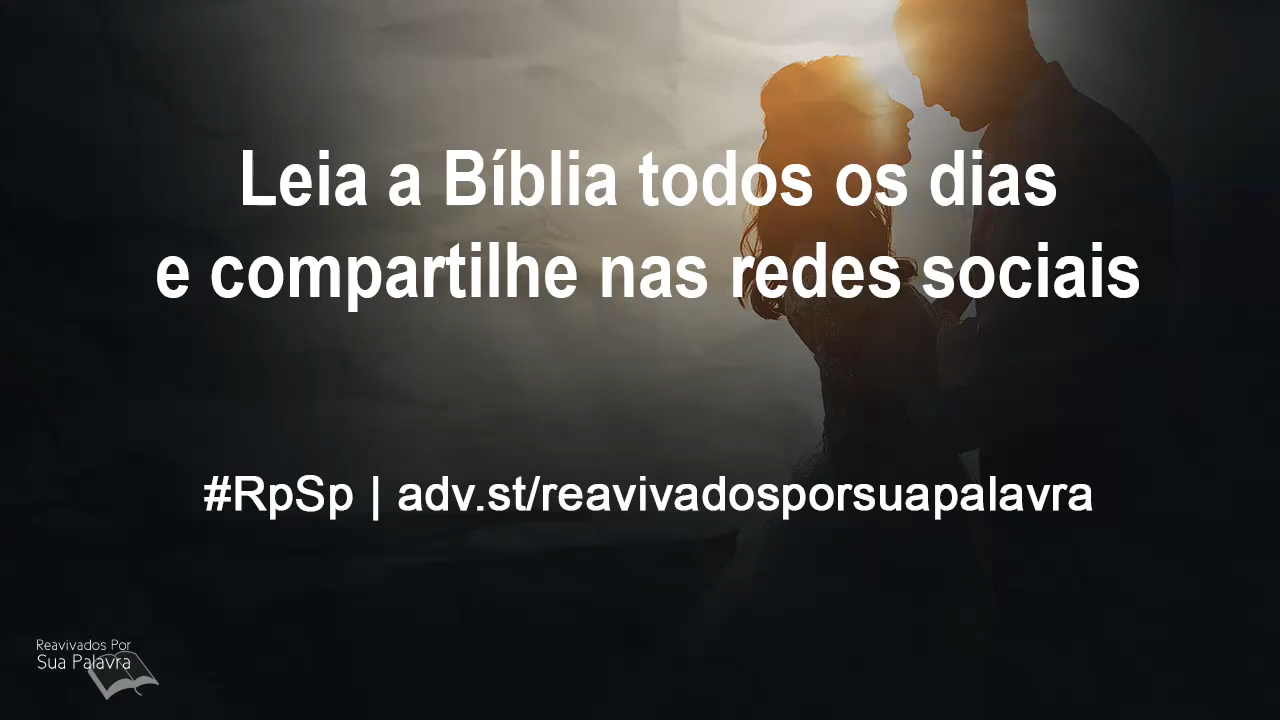 Leia a Bíblia todos os dias
e compartilhe nas redes sociais
#RpSp | adv.st/reavivadosporsuapalavra
Reavivados Por
Sua Palavra